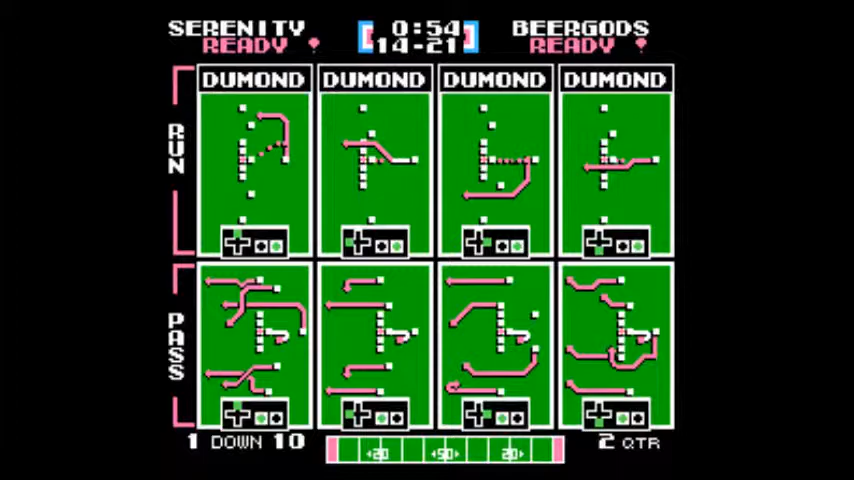 SERENITY 0:54 BEERGODS
READY 14-21 READY
DUMOND DUMOND DUMOND DUMOND
RUN
PASS
1 DOWN 10 2 QTR
20 50 20